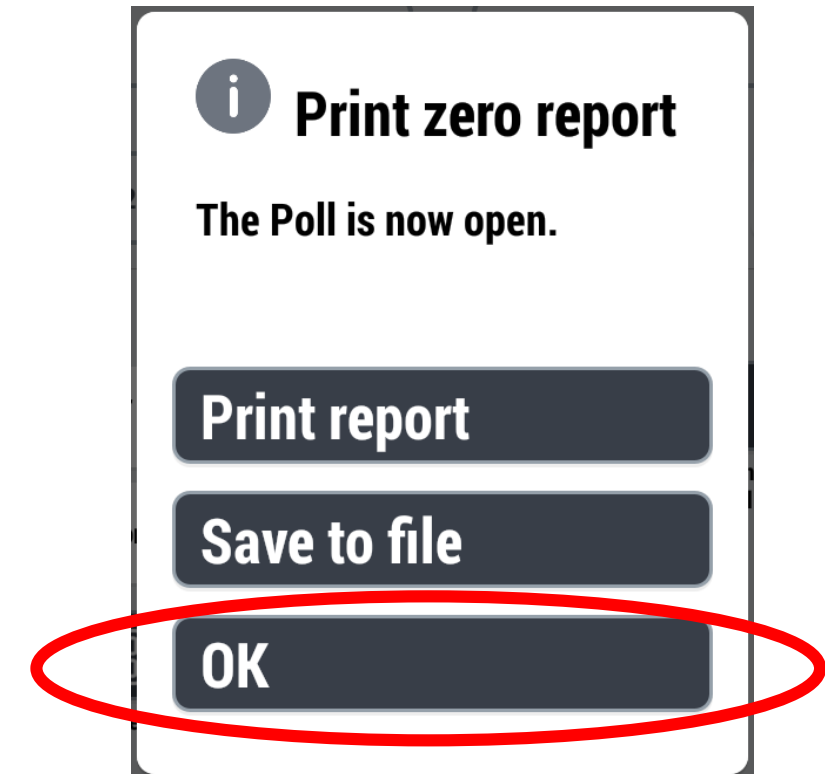 Print zero report
The Poll is now open.
Print report
Save to file
OK